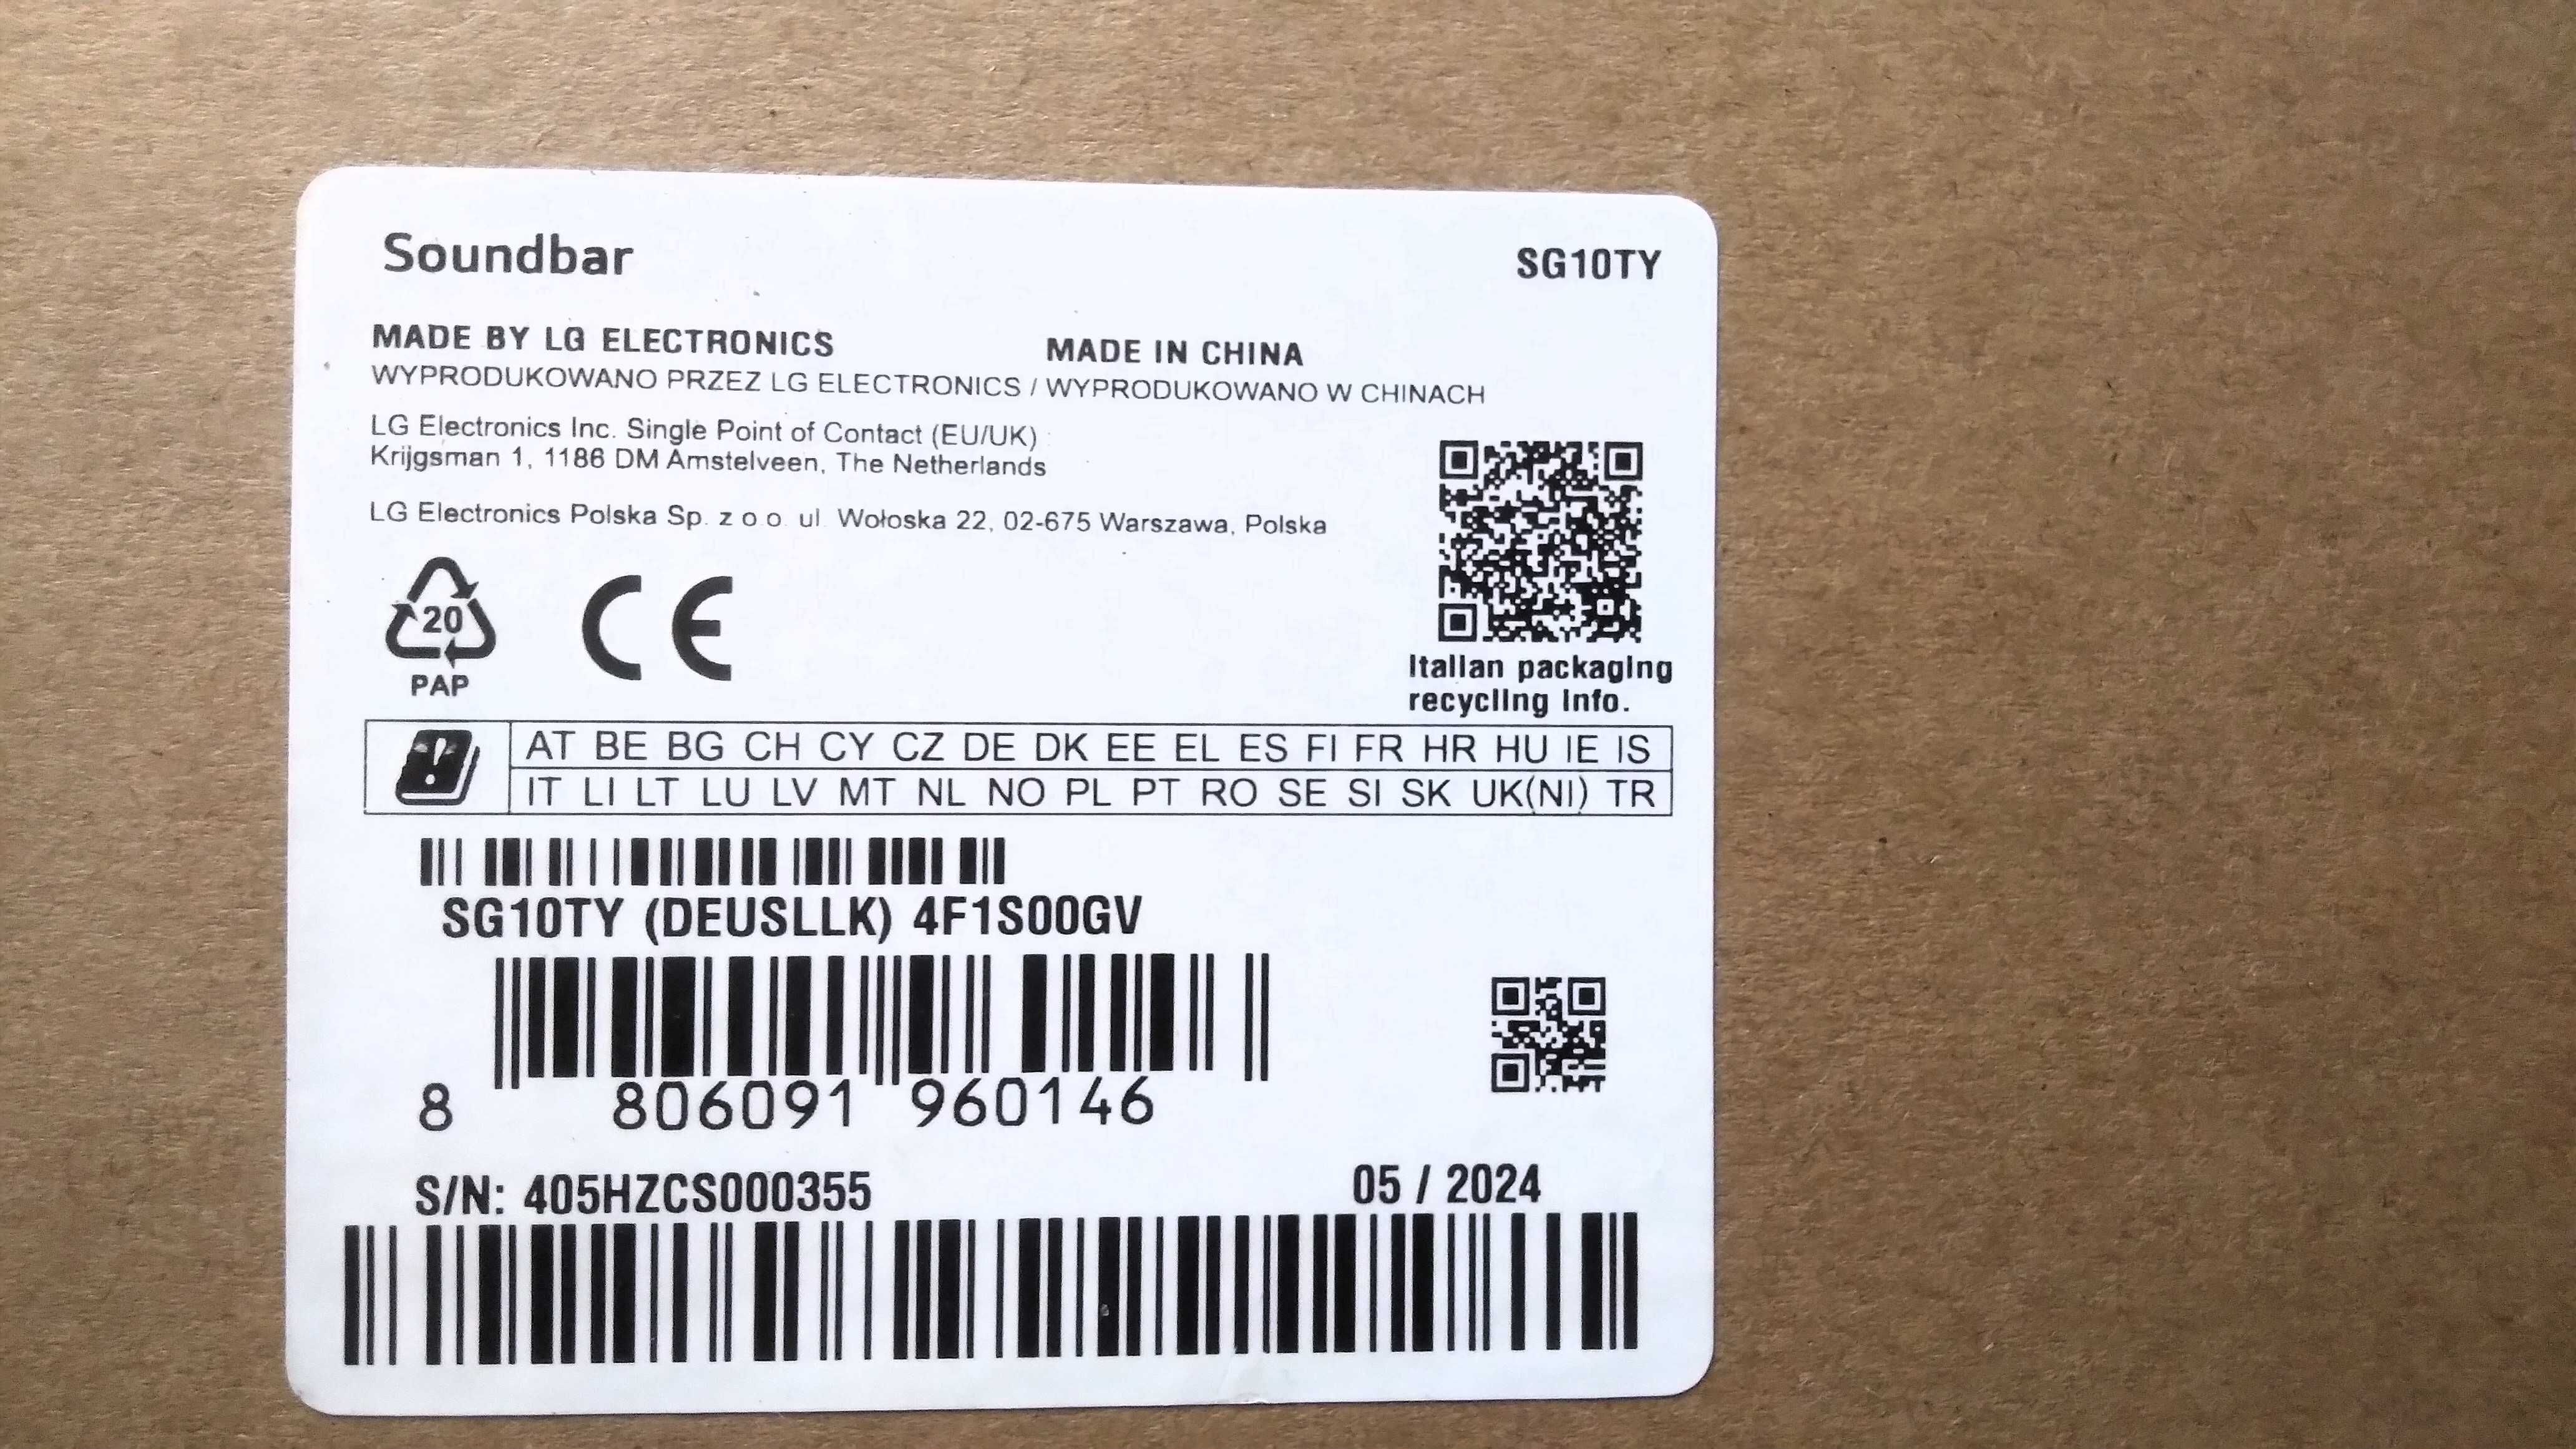 Soundbar
SG10TY
MADE BY LG ELECTRONICS
MADE IN CHINA
WYPRODUKOWANO PRZEZ LG ELECTRONICS / WYPRODUKOWANO W CHINACH
LG Electronics Inc. Single Point of Contact (EU/UK)
Krijgsman 1, 1186 DM Amstelveen, The Netherlands
LG Electronics Polska Sp. z o.o. ul. Wołoska 22, 02-675 Warszawa, Polska
20
PAP
CE
Italian packaging
recycling info.
AT BE BG CH CY CZ DE DK EE EL ES FI FR HR HU IE IS
IT LI LT LU LV MT NL NO PL PT RO SE SI SK UK(NI) TR
SG10TY (DEUSLLK) 4F1S00GV
8 806091 960146
S/N: 405HZCS000355
05 / 2024